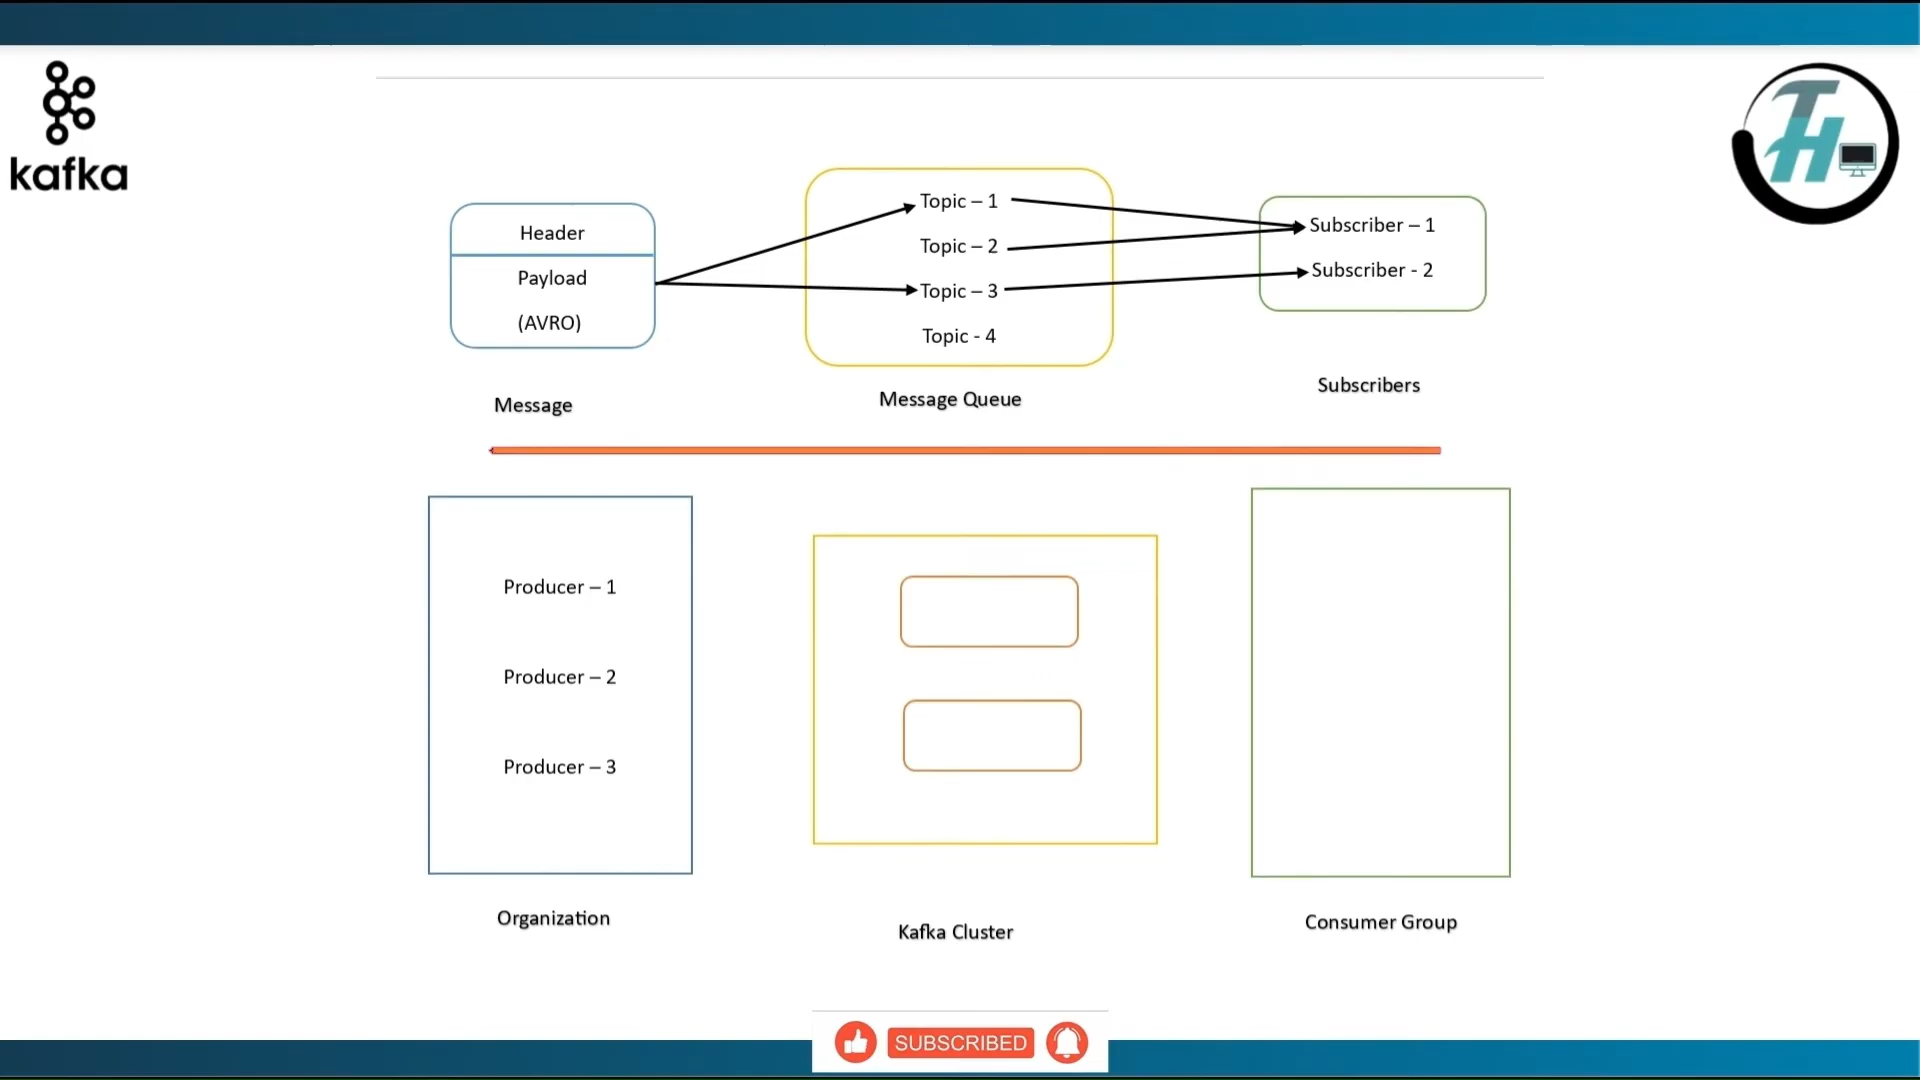 kafka
TH
Header
Payload
(AVRO)
Message
Topic – 1
Topic – 2
Topic – 3
Topic - 4
Message Queue
Subscriber – 1
Subscriber - 2
Subscribers
Producer – 1
Producer – 2
Producer – 3
Organization
Kafka Cluster
Consumer Group
SUBSCRIBED